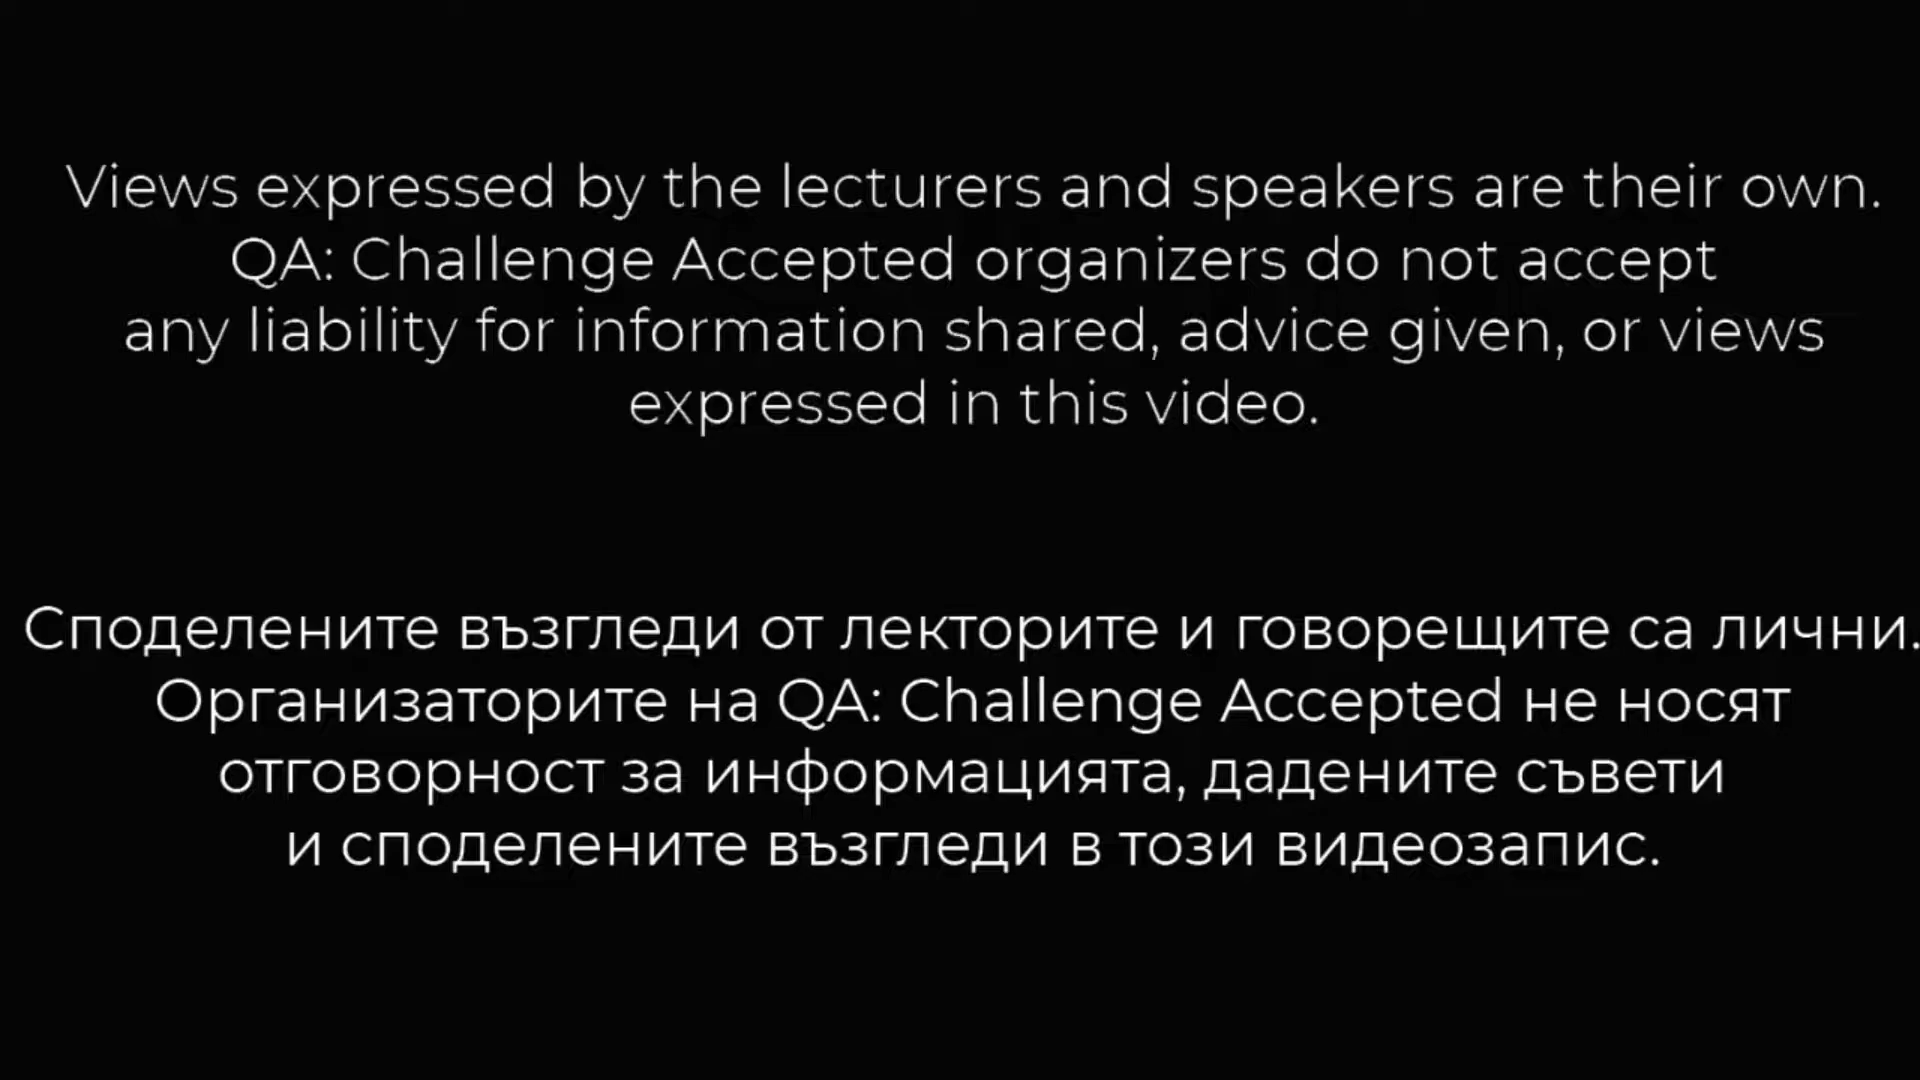 Views expressed by the lecturers and speakers are their own.
QA: Challenge Accepted organizers do not accept
any liability for information shared, advice given, or views
expressed in this video.
Споделените възгледи от лекторите и говорещите са лични.
Организаторите на QA: Challenge Accepted не носят
отговорност за информацията, дадените съвети
и споделените възгледи в този видеозапис.